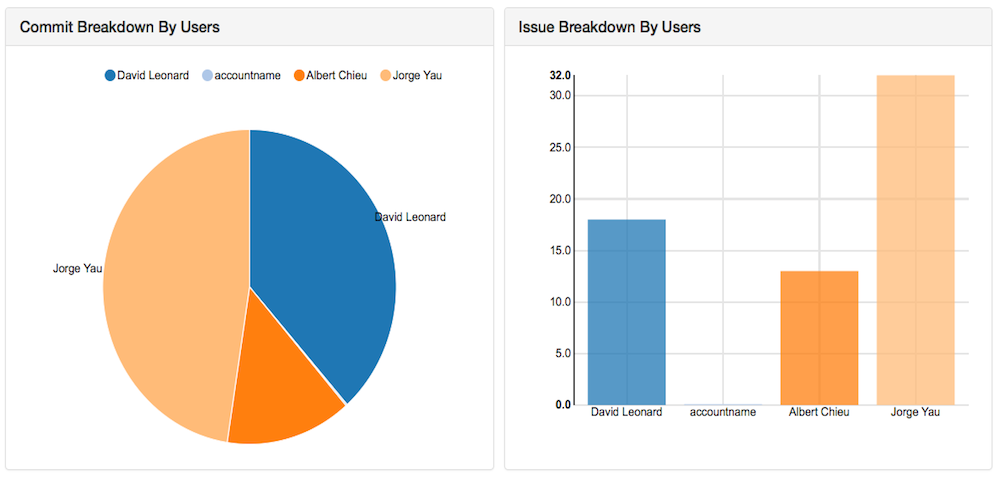 Commit Breakdown By Users
David Leonard accountname Albert Chieu Jorge Yau
David Leonard
Jorge Yau
Issue Breakdown By Users
32.0
30.0
25.0
20.0
15.0
10.0
5.0
0.0
David Leonard accountname Albert Chieu Jorge Yau